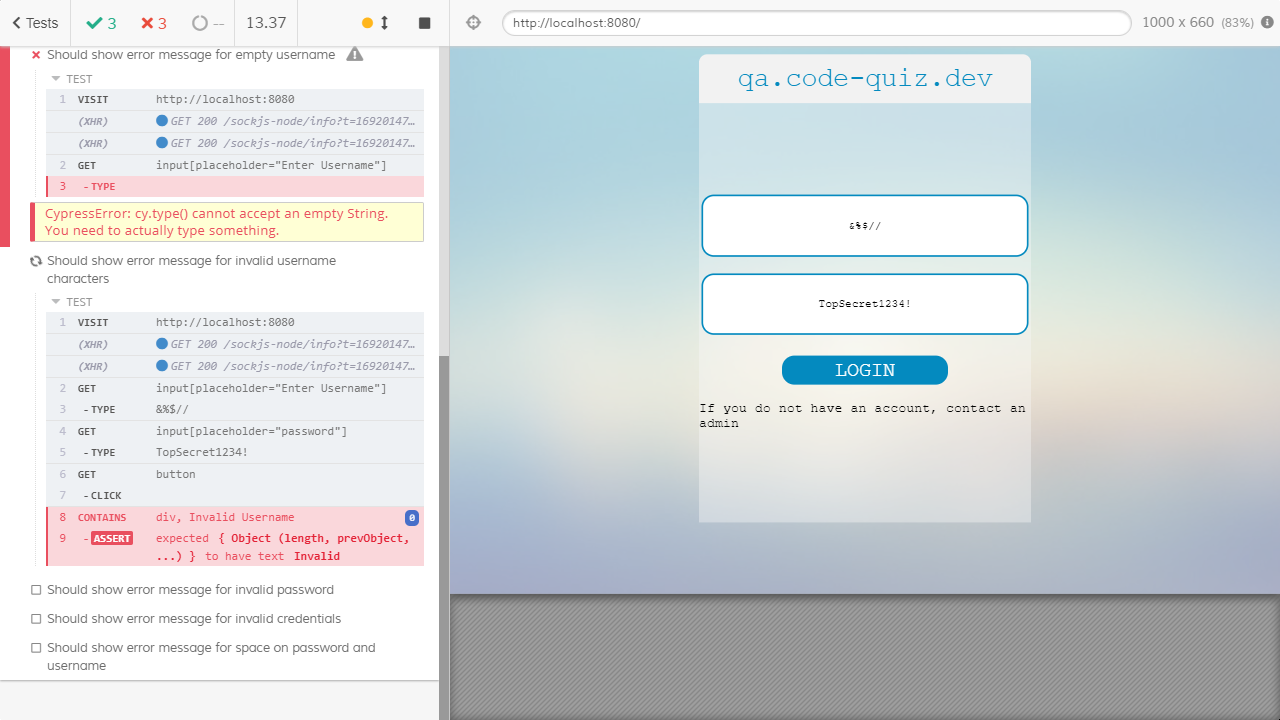 Tests 3 3 -- 13.37
http://localhost:8080/ 1000 x 660 (83%)
Should show error message for empty username
TEST
1 VISIT http://localhost:8080
(XHR) GET 200 /sockjs-node/info?t=16920147…
(XHR) GET 200 /sockjs-node/info?t=16920147…
2 GET input[placeholder="Enter Username"]
3 - TYPE
CypressError: cy.type() cannot accept an empty String.
You need to actually type something.
Should show error message for invalid username
characters
TEST
1 VISIT http://localhost:8080
(XHR) GET 200 /sockjs-node/info?t=16920147…
(XHR) GET 200 /sockjs-node/info?t=16920147…
2 GET input[placeholder="Enter Username"]
3 - TYPE &%$//
4 GET input[placeholder="password"]
5 - TYPE TopSecret1234!
6 GET button
7 - CLICK
8 CONTAINS div, Invalid Username 0
9 - ASSERT expected { Object (length, prevObject,
...) } to have text Invalid
Should show error message for invalid password
Should show error message for invalid credentials
Should show error message for space on password and
username
qa.code-quiz.dev
&%$//
TopSecret1234!
LOGIN
If you do not have an account, contact an
admin